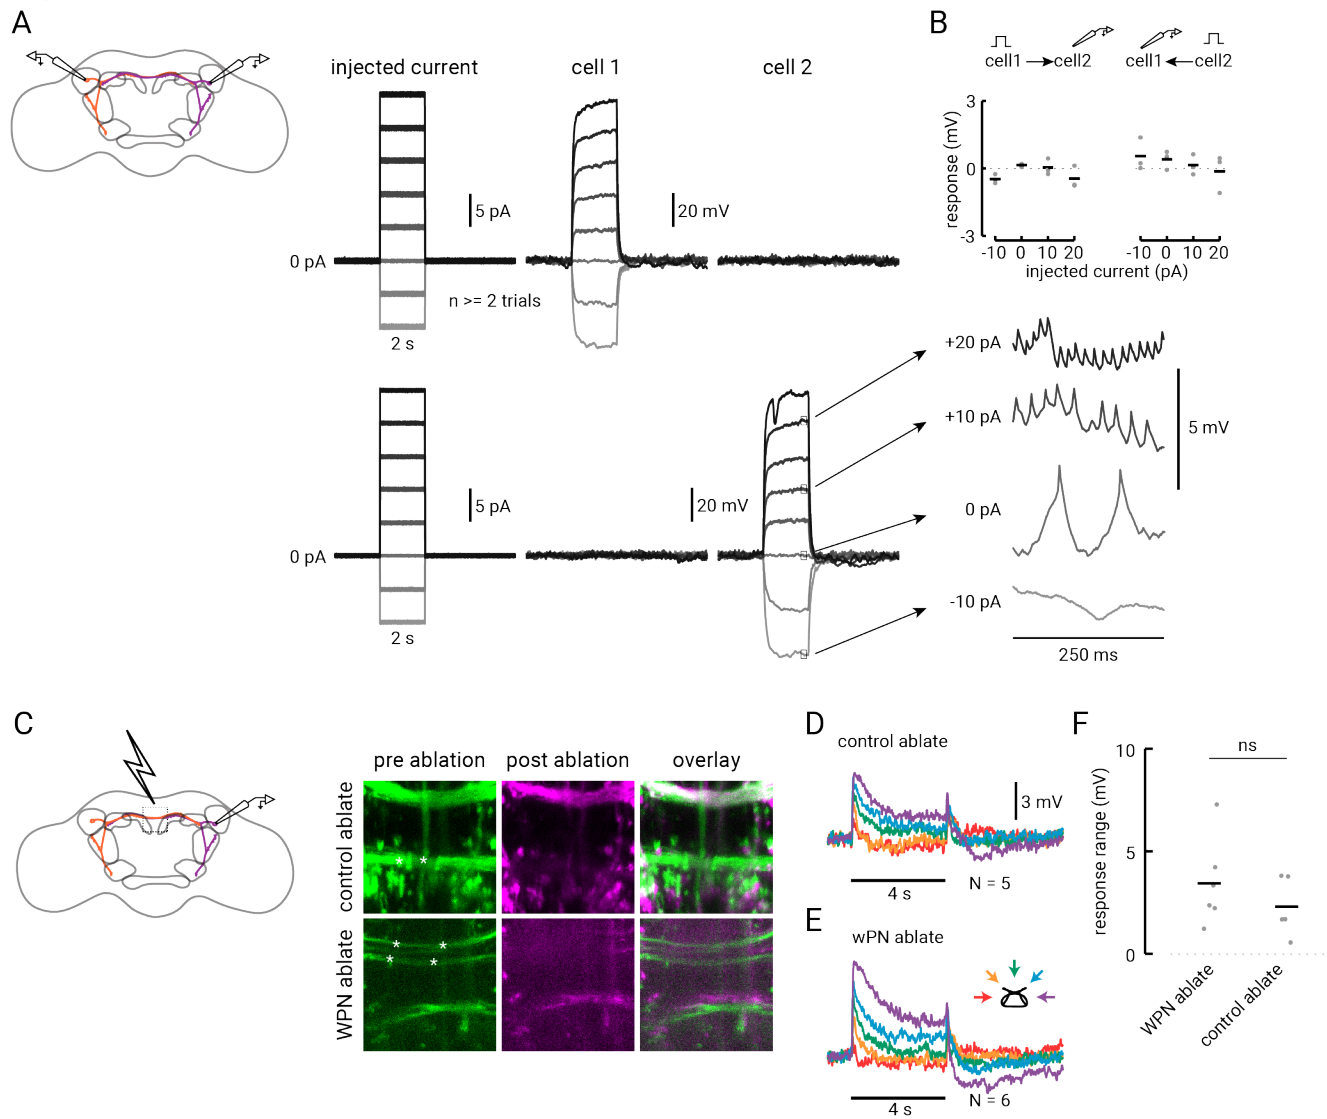 A
injected current
cell 1
cell 2
5 pA
20 mV
0 pA
n >= 2 trials
2 s
5 pA
20 mV
0 pA
2 s
B
cell1
cell2
cell1
cell2
response (mV)
3
0
-3
-10 0 10 20
-10 0 10 20
injected current (pA)
+20 pA
+10 pA
5 mV
0 pA
-10 pA
250 ms
C
pre ablation
post ablation
overlay
control ablate
* *
WPN ablate
* *
* *
D
control ablate
3 mV
4 s
N = 5
E
wPN ablate
4 s
N = 6
F
response range (mV)
10
5
0
ns
WPN ablate
control ablate